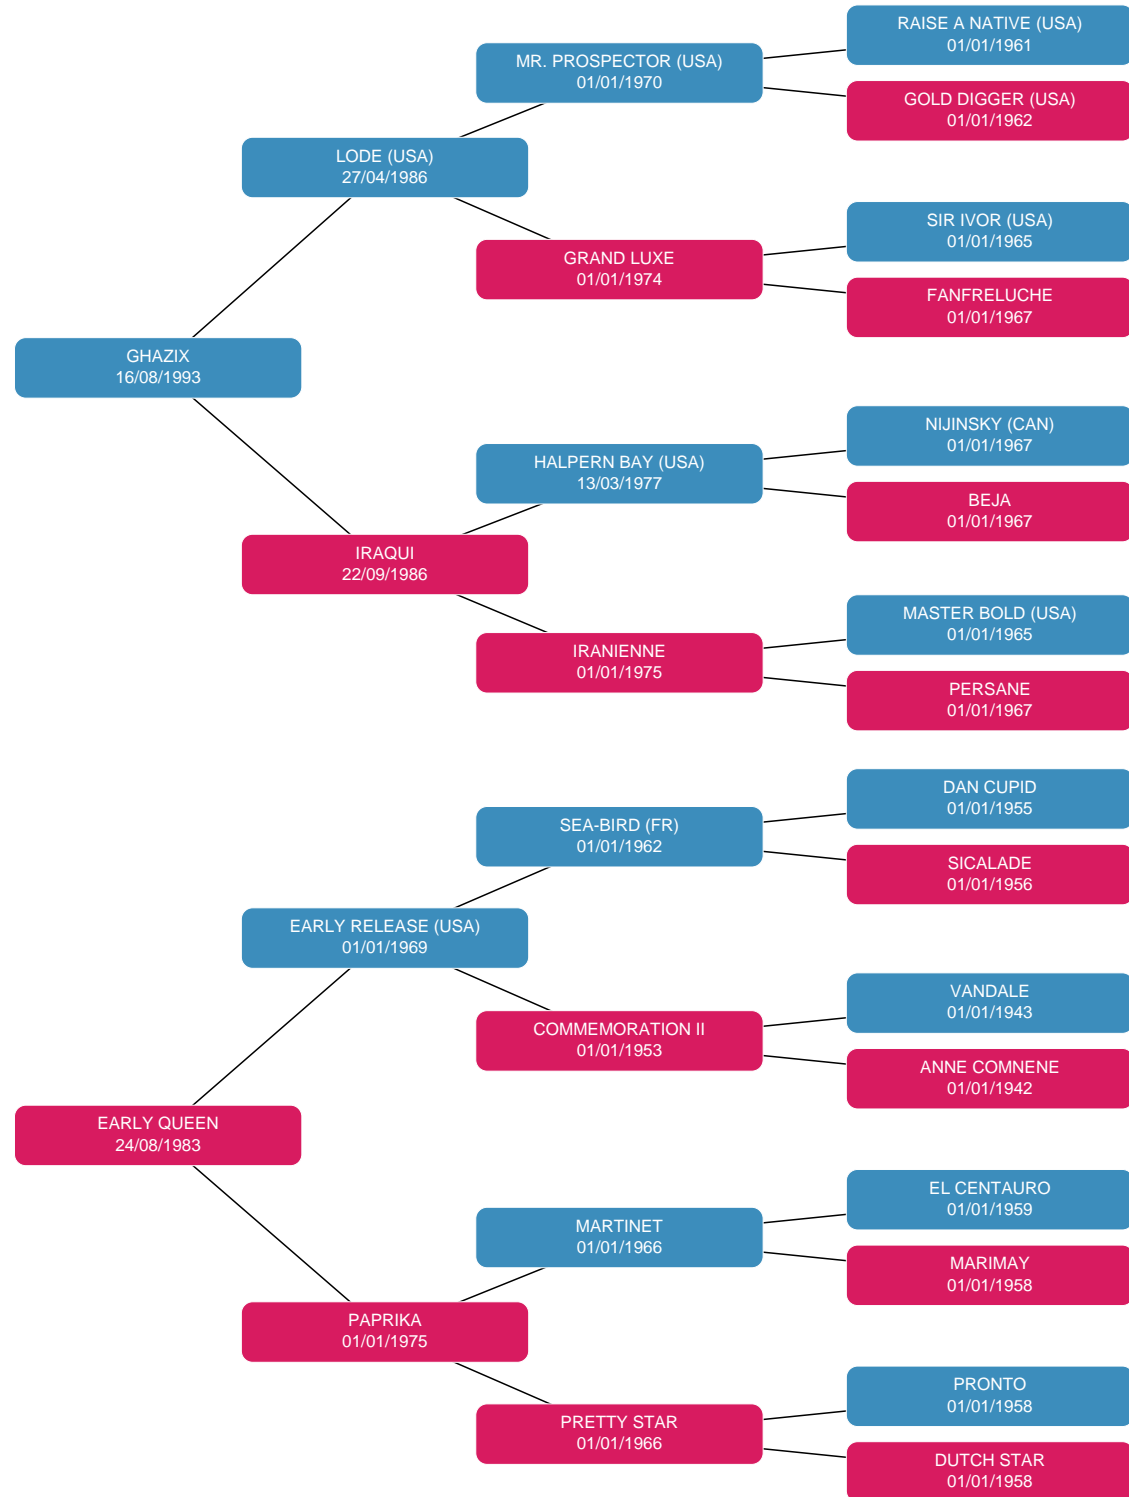 RAISE A NATIVE (USA)
01/01/1961
MR. PROSPECTOR (USA)
01/01/1970
GOLD DIGGER (USA)
01/01/1962
LODE (USA)
27/04/1986
SIR IVOR (USA)
01/01/1965
GRAND LUXE
01/01/1974
FANFRELUCHE
01/01/1967
GHAZIX
16/08/1993
NIJINSKY (CAN)
01/01/1967
HALPERN BAY (USA)
13/03/1977
BEJA
01/01/1967
IRAQUI
22/09/1986
MASTER BOLD (USA)
01/01/1965
IRANIENNE
01/01/1975
PERSANE
01/01/1967
DAN CUPID
01/01/1955
SEA-BIRD (FR)
01/01/1962
SICALADE
01/01/1956
EARLY RELEASE (USA)
01/01/1969
VANDALE
01/01/1943
COMMEMORATION II
01/01/1953
ANNE COMNENE
01/01/1942
EARLY QUEEN
24/08/1983
EL CENTAURO
01/01/1959
MARTINET
01/01/1966
MARIMAY
01/01/1958
PAPRIKA
01/01/1975
PRONTO
01/01/1958
PRETTY STAR
01/01/1966
DUTCH STAR
01/01/1958